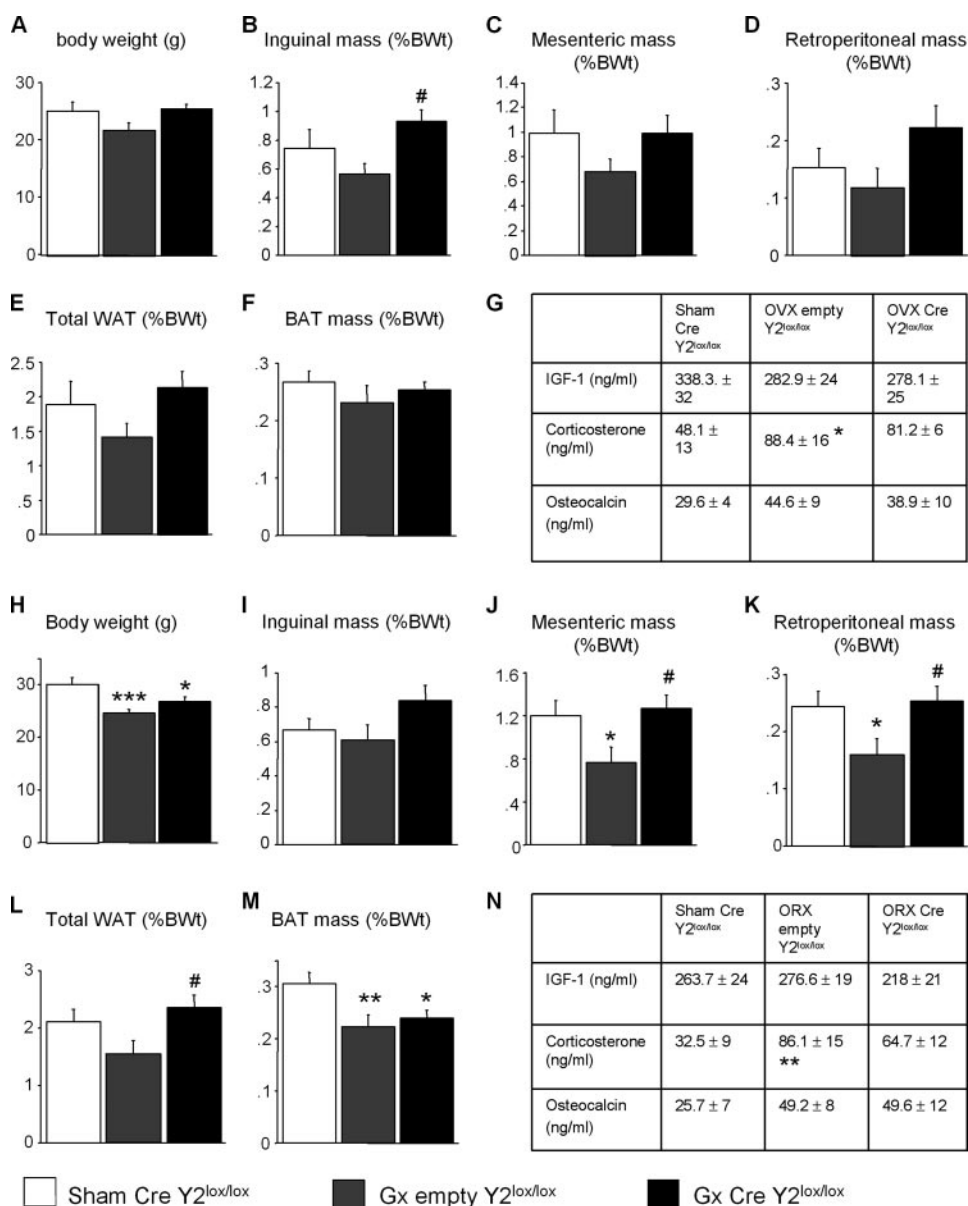 A body weight (g)
30
20
10
0
B Inguinal mass (%BWt)
1.2
1
.8
.6
.4
.2
0
#
C Mesenteric mass
(%BWt)
1.4
1.2
1
.8
.6
.4
.2
0
D Retroperitoneal mass
(%BWt)
.3
.2
.1
0
E Total WAT (%BWt)
2.5
2
1.5
1
.5
0
F BAT mass (%BWt)
.3
.2
.1
0
G
Sham Cre Y2lox/lox
OVX empty Y2lox/lox
OVX Cre Y2lox/lox
IGF-1 (ng/ml) 338.3. ± 32 282.9 ± 24 278.1 ± 25
Corticosterone (ng/ml) 48.1 ± 13 88.4 ± 16 * 81.2 ± 6
Osteocalcin (ng/ml) 29.6 ± 4 44.6 ± 9 38.9 ± 10
H Body weight (g)
30
20
30
0
***
*
I Inguinal mass (%BWt)
1
.8
.6
.4
.2
0
J Mesenteric mass
(%BWt)
1.6
1.2
.8
.4
0
*
#
K Retroperitoneal mass
(%BWt)
.3
.2
.1
0
*
#
L Total WAT (%BWt)
3
2
1
0
#
M BAT mass (%BWt)
.4
.3
.2
.3
0
**
*
N
Sham Cre Y2lox/lox
ORX empty Y2lox/lox
ORX Cre Y2lox/lox
IGF-1 (ng/ml) 263.7 ± 24 276.6 ± 19 218 ± 21
Corticosterone (ng/ml) 32.5 ± 9 86.1 ± 15 ** 64.7 ± 12
Osteocalcin (ng/ml) 25.7 ± 7 49.2 ± 8 49.6 ± 12
Sham Cre Y2lox/lox Gx empty Y2lox/lox Gx Cre Y2lox/lox